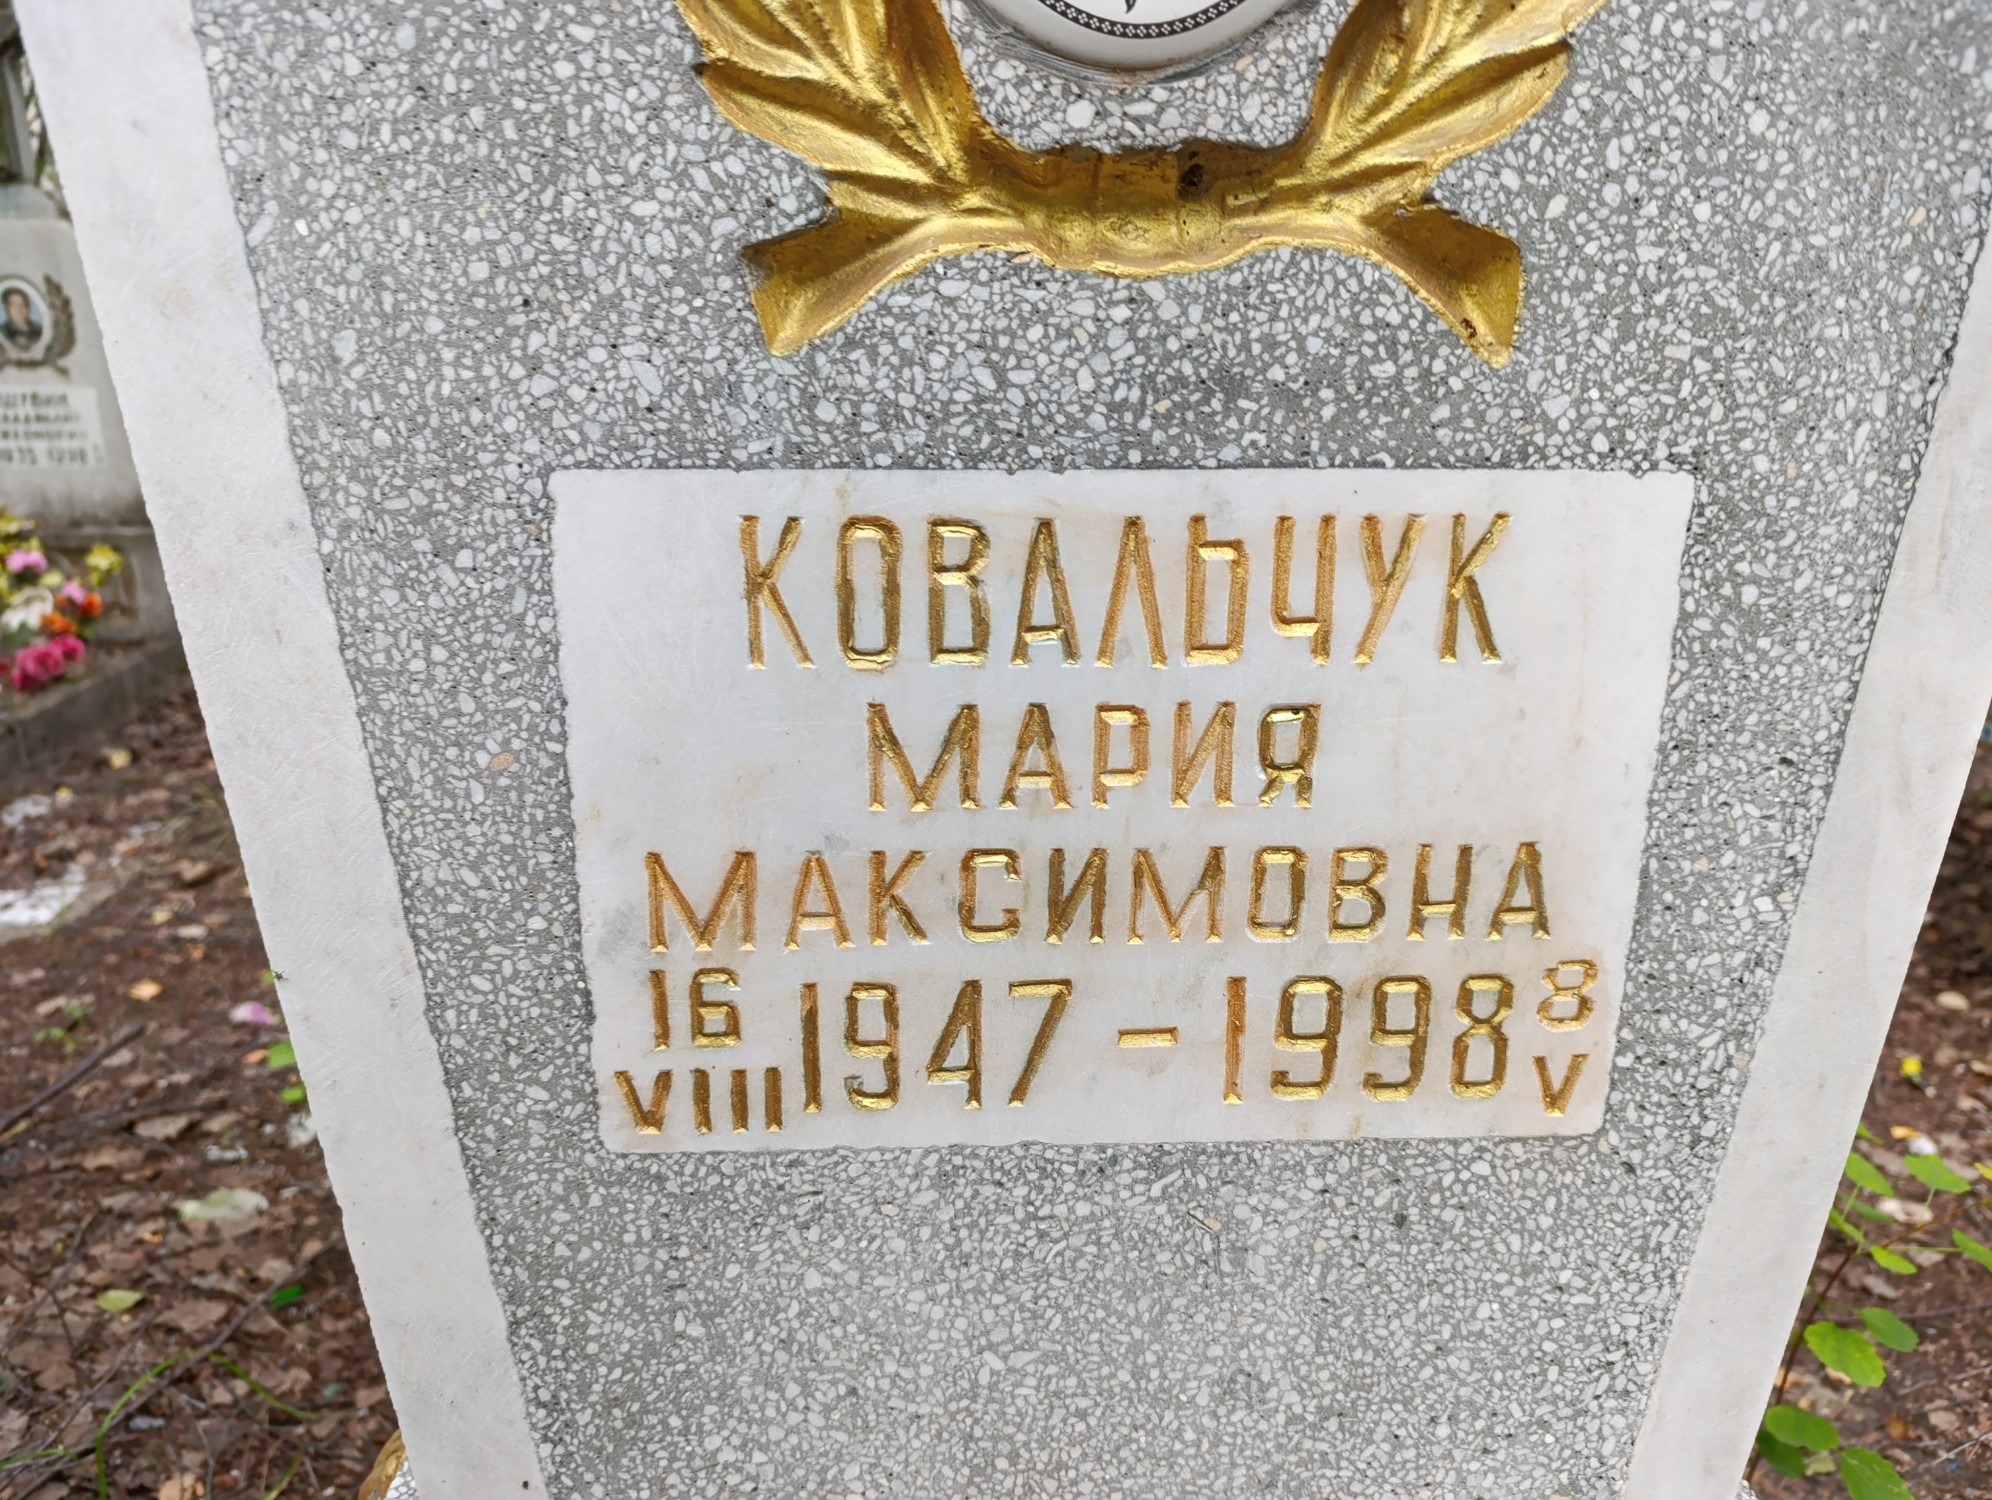 КОВАЛЬЧУК
МАРИЯ
МАКСИМОВНА
16 VIII 1947 - 1998 8 V